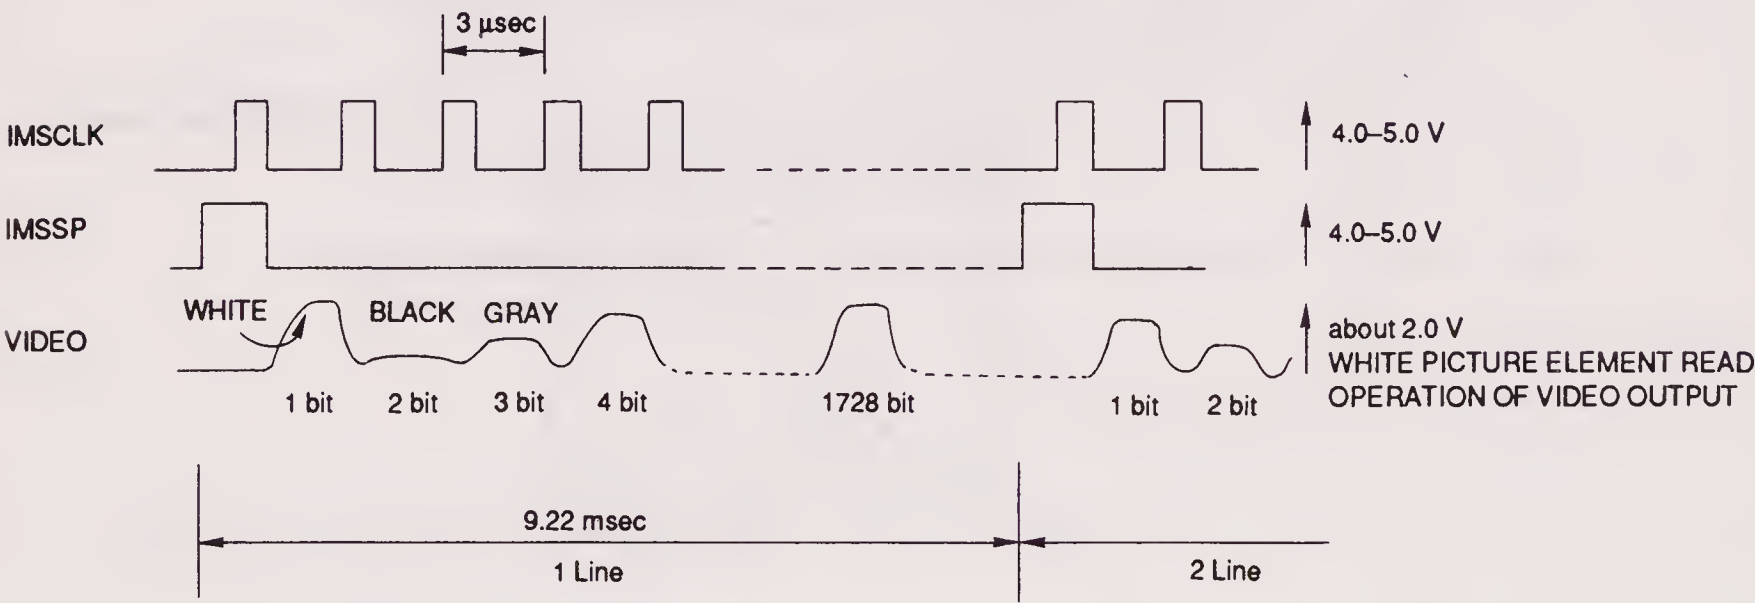 3 μsec
IMSCLK
4.0–5.0 V
IMSSP
4.0–5.0 V
WHITE
BLACK
GRAY
VIDEO
about 2.0 V
WHITE PICTURE ELEMENT READ
OPERATION OF VIDEO OUTPUT
1 bit
2 bit
3 bit
4 bit
1728 bit
1 bit
2 bit
9.22 msec
1 Line
2 Line